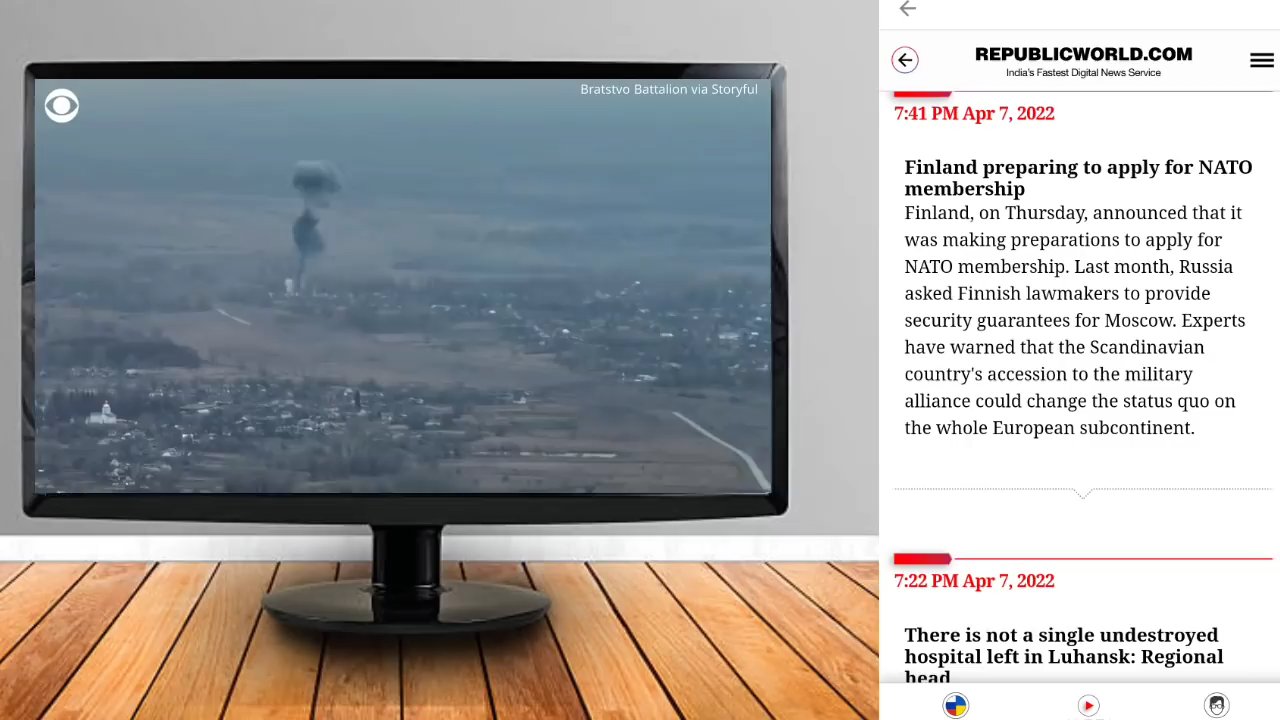 Bratstvo Battalion via Storyful
REPUBLICWORLD.COM
India's Fastest Digital News Service
7:41 PM Apr 7, 2022
Finland preparing to apply for NATO
membership
Finland, on Thursday, announced that it
was making preparations to apply for
NATO membership. Last month, Russia
asked Finnish lawmakers to provide
security guarantees for Moscow. Experts
have warned that the Scandinavian
country's accession to the military
alliance could change the status quo on
the whole European subcontinent.
7:22 PM Apr 7, 2022
There is not a single undestroyed
hospital left in Luhansk: Regional
head